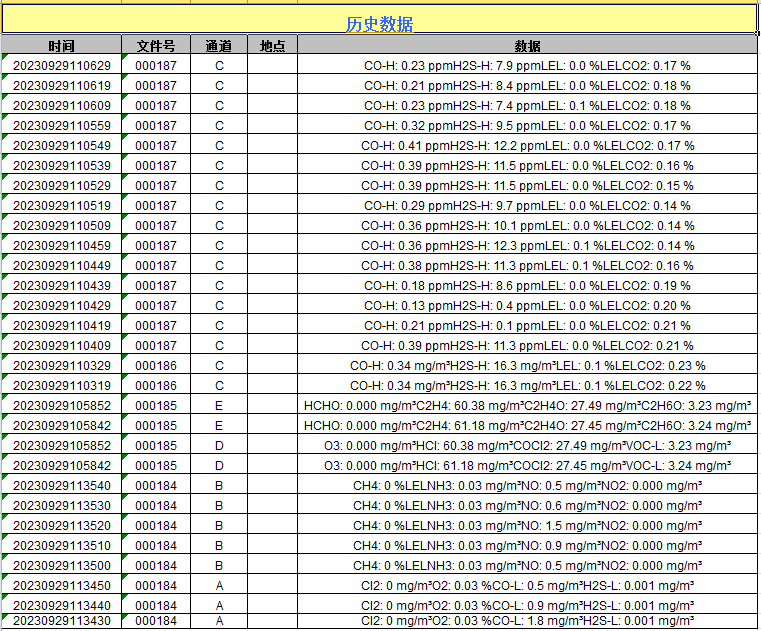 历史数据
时间 文件号 通道 地点 数据
20230929110629 000187 C CO-H: 0.23 ppmH2S-H: 7.9 ppmLEL: 0.0 %LELCO2: 0.17 %
20230929110619 000187 C CO-H: 0.21 ppmH2S-H: 8.4 ppmLEL: 0.0 %LELCO2: 0.18 %
20230929110609 000187 C CO-H: 0.23 ppmH2S-H: 7.4 ppmLEL: 0.1 %LELCO2: 0.18 %
20230929110559 000187 C CO-H: 0.32 ppmH2S-H: 9.5 ppmLEL: 0.0 %LELCO2: 0.17 %
20230929110549 000187 C CO-H: 0.41 ppmH2S-H: 12.2 ppmLEL: 0.0 %LELCO2: 0.17 %
20230929110539 000187 C CO-H: 0.39 ppmH2S-H: 11.5 ppmLEL: 0.0 %LELCO2: 0.16 %
20230929110529 000187 C CO-H: 0.39 ppmH2S-H: 11.5 ppmLEL: 0.0 %LELCO2: 0.15 %
20230929110519 000187 C CO-H: 0.29 ppmH2S-H: 9.7 ppmLEL: 0.0 %LELCO2: 0.14 %
20230929110509 000187 C CO-H: 0.36 ppmH2S-H: 10.1 ppmLEL: 0.0 %LELCO2: 0.14 %
20230929110459 000187 C CO-H: 0.36 ppmH2S-H: 12.3 ppmLEL: 0.1 %LELCO2: 0.14 %
20230929110449 000187 C CO-H: 0.38 ppmH2S-H: 11.3 ppmLEL: 0.1 %LELCO2: 0.16 %
20230929110439 000187 C CO-H: 0.18 ppmH2S-H: 8.6 ppmLEL: 0.0 %LELCO2: 0.19 %
20230929110429 000187 C CO-H: 0.13 ppmH2S-H: 0.4 ppmLEL: 0.0 %LELCO2: 0.20 %
20230929110419 000187 C CO-H: 0.21 ppmH2S-H: 0.1 ppmLEL: 0.0 %LELCO2: 0.21 %
20230929110409 000187 C CO-H: 0.39 ppmH2S-H: 11.3 ppmLEL: 0.0 %LELCO2: 0.21 %
20230929110329 000186 C CO-H: 0.34 mg/m³H2S-H: 16.3 mg/m³LEL: 0.1 %LELCO2: 0.23 %
20230929110319 000186 C CO-H: 0.34 mg/m³H2S-H: 16.3 mg/m³LEL: 0.1 %LELCO2: 0.22 %
20230929105852 000185 E HCHO: 0.000 mg/m³C2H4: 60.38 mg/m³C2H4O: 27.49 mg/m³C2H6O: 3.23 mg/m³
20230929105842 000185 E HCHO: 0.000 mg/m³C2H4: 61.18 mg/m³C2H4O: 27.45 mg/m³C2H6O: 3.24 mg/m³
20230929105852 000185 D O3: 0.000 mg/m³HCl: 60.38 mg/m³COCl2: 27.49 mg/m³VOC-L: 3.23 mg/m³
20230929105842 000185 D O3: 0.000 mg/m³HCl: 61.18 mg/m³COCl2: 27.45 mg/m³VOC-L: 3.24 mg/m³
20230929113540 000184 B CH4: 0 %LELNH3: 0.03 mg/m³NO: 0.5 mg/m³NO2: 0.000 mg/m³
20230929113530 000184 B CH4: 0 %LELNH3: 0.03 mg/m³NO: 0.6 mg/m³NO2: 0.000 mg/m³
20230929113520 000184 B CH4: 0 %LELNH3: 0.03 mg/m³NO: 1.5 mg/m³NO2: 0.000 mg/m³
20230929113510 000184 B CH4: 0 %LELNH3: 0.03 mg/m³NO: 0.9 mg/m³NO2: 0.000 mg/m³
20230929113500 000184 B CH4: 0 %LELNH3: 0.03 mg/m³NO: 0.5 mg/m³NO2: 0.000 mg/m³
20230929113450 000184 A Cl2: 0 mg/m³O2: 0.03 %CO-L: 0.5 mg/m³H2S-L: 0.001 mg/m³
20230929113440 000184 A Cl2: 0 mg/m³O2: 0.03 %CO-L: 0.9 mg/m³H2S-L: 0.001 mg/m³
20230929113430 000184 A Cl2: 0 mg/m³O2: 0.03 %CO-L: 1.8 mg/m³H2S-L: 0.001 mg/m³